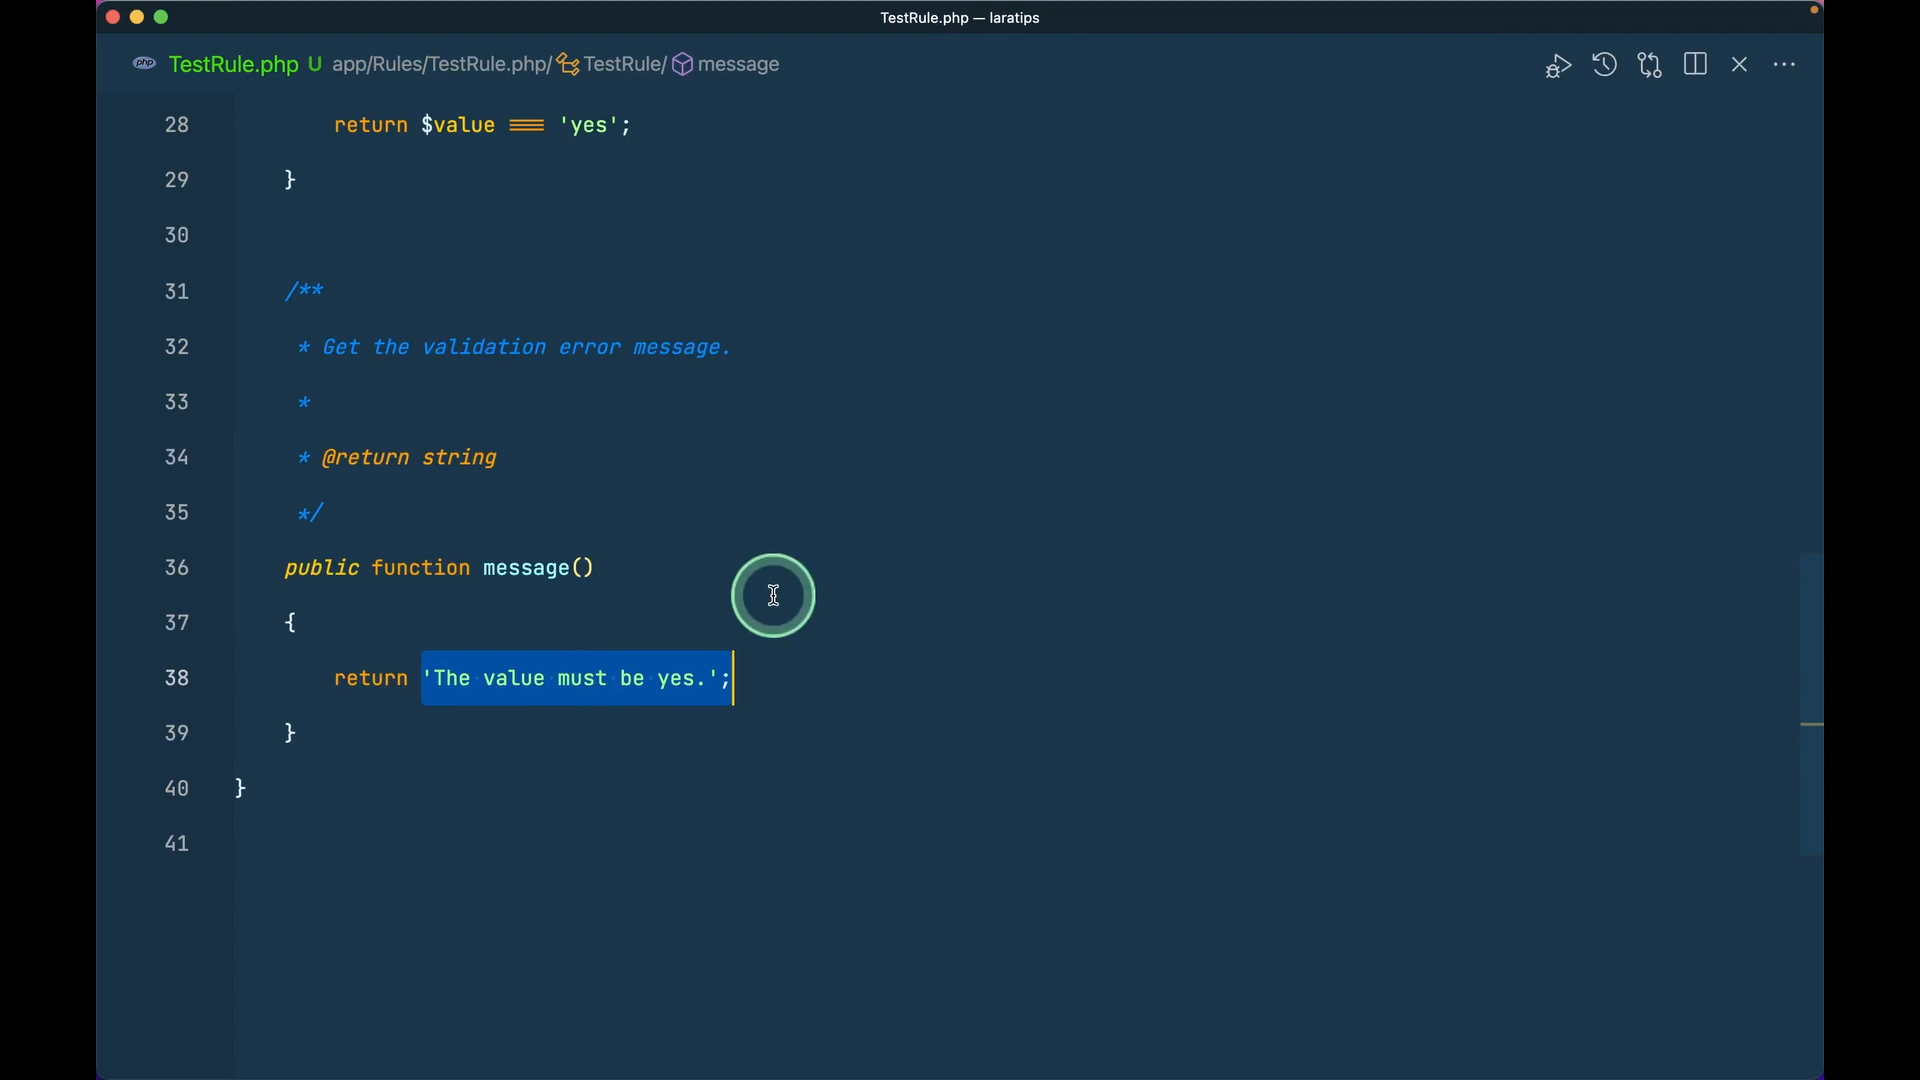 TestRule.php — laratips
php TestRule.php U app/Rules/TestRule.php/ TestRule/ message
28 return $value === 'yes';
29 }
30
31 /**
32 * Get the validation error message.
33 *
34 * @return string
35 */
36 public function message()
37 {
38 return 'The value must be yes.';
39 }
40 }
41